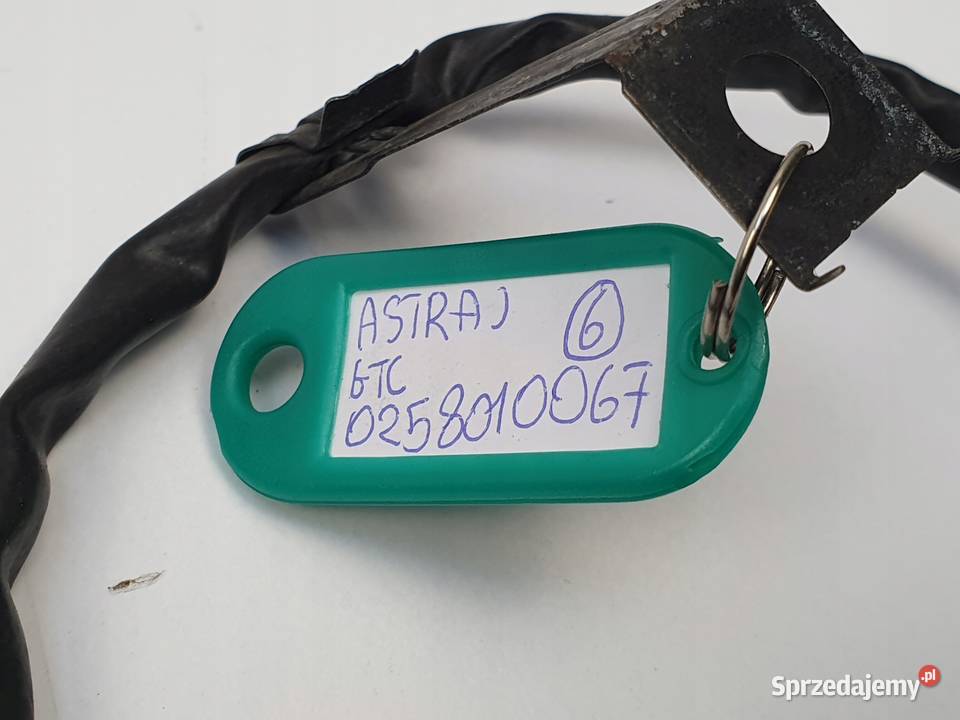 ASTRA J 6
GTC
0258010067
Sprzedajemy.pl